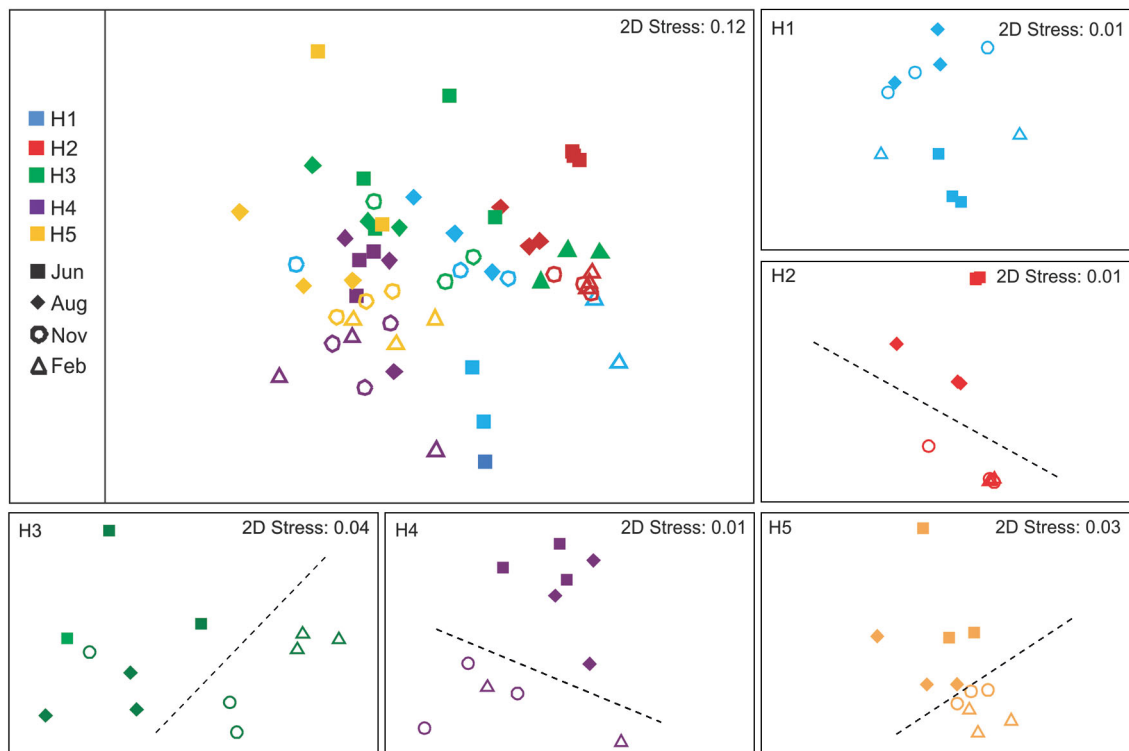 2D Stress: 0.12
H1
H2
H3
H4
H5
Jun
Aug
Nov
Feb
H1 2D Stress: 0.01
H2 2D Stress: 0.01
H3 2D Stress: 0.04
H4 2D Stress: 0.01
H5 2D Stress: 0.03